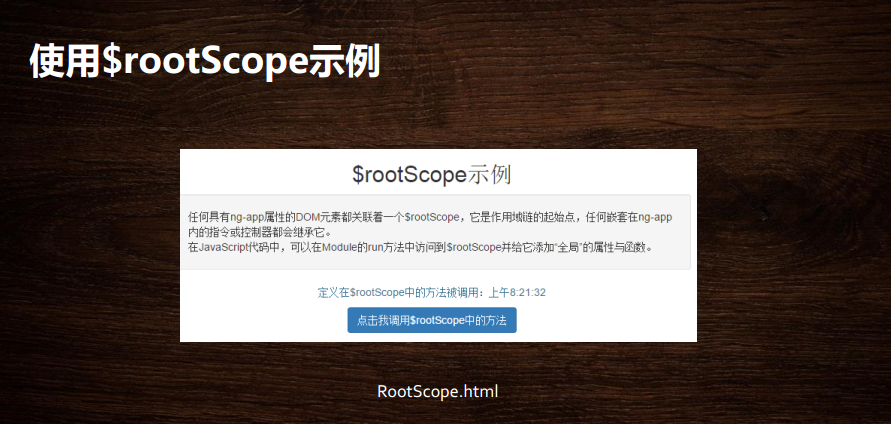 使用$rootScope示例
$rootScope示例
任何具有ng-app属性的DOM元素都关联着一个$rootScope，它是作用域链的起始点，任何嵌套在ng-app
内的指令或控制器都会继承它。
在JavaScript代码中，可以在Module的run方法中访问到$rootScope并给它添加“全局”的属性与函数。
定义在$rootScope中的方法被调用：上午8:21:32
点击我调用$rootScope中的方法
RootScope.html